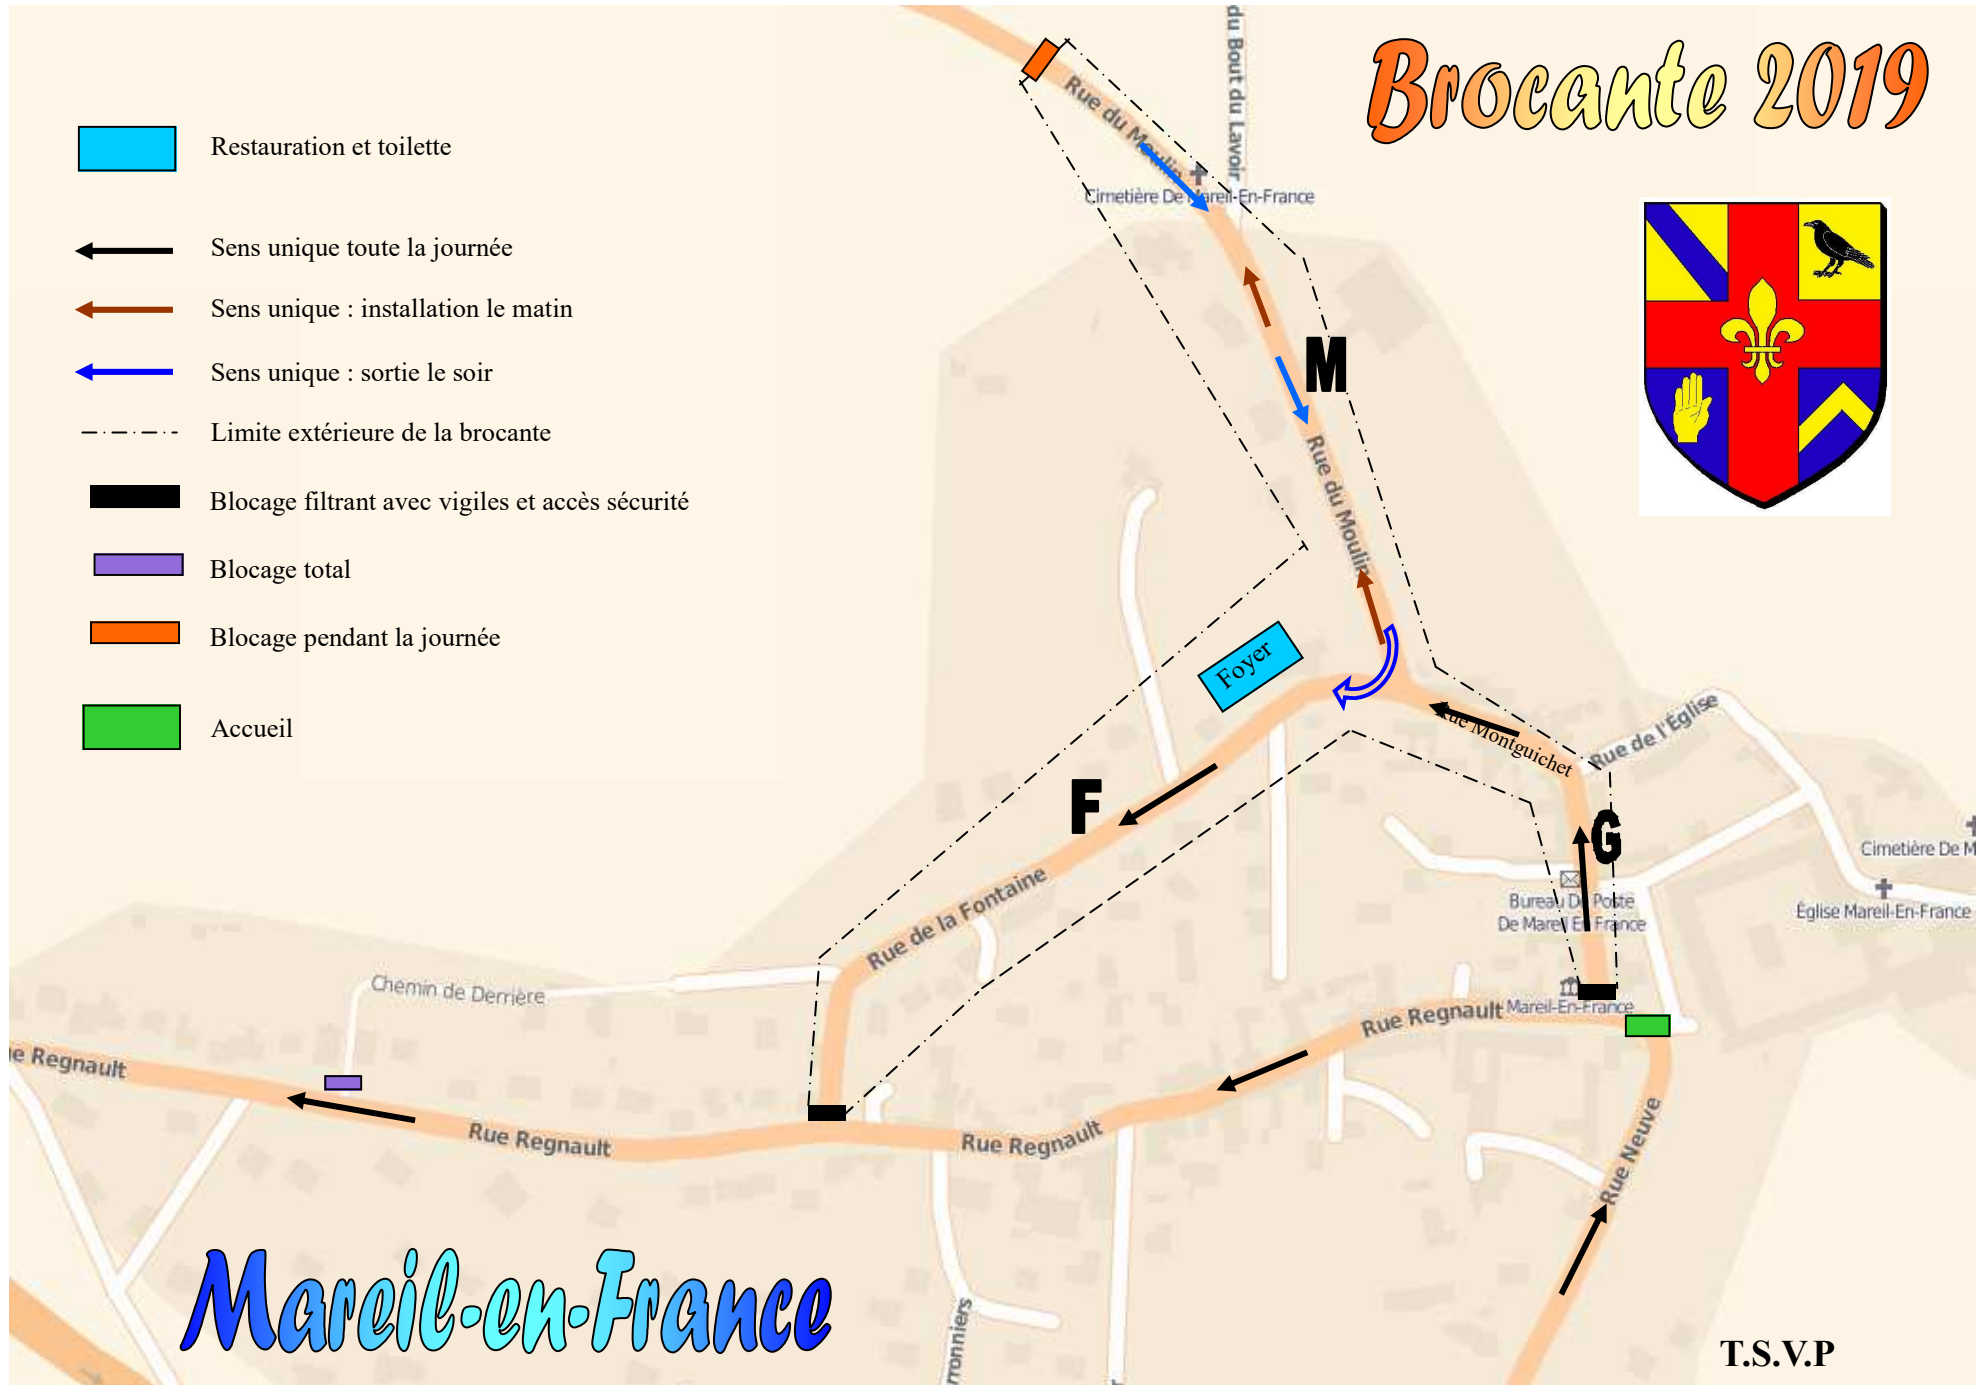 Brocante 2019
Restauration et toilette
Sens unique toute la journée
Sens unique : installation le matin
Sens unique : sortie le soir
Limite extérieure de la brocante
Blocage filtrant avec vigiles et accès sécurité
Blocage total
Blocage pendant la journée
Accueil
Rue du Moulin
du Bout du Lavoir
Cimetière De Mareil-En-France
M
Rue du Moulin
Foyer
Rue Montguichet
Rue de l'Église
F
G
Cimetière De M
Bureau De Poste
De Mareil En France
Église Mareil-En-France
Rue de la Fontaine
Chemin de Derrière
Mareil-En-France
Rue Regnault
e Regnault
Rue Regnault
Rue Regnault
Rue Neuve
rronniers
Mareil-en-France
T.S.V.P